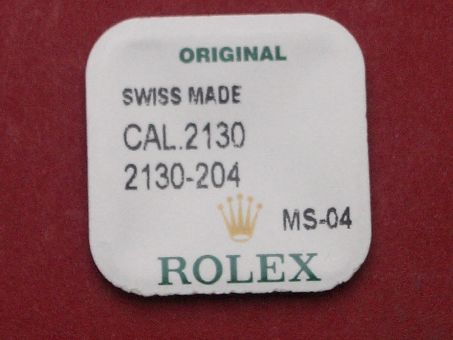 ORIGINAL
SWISS MADE
CAL.2130
2130-204
MS-04
ROLEX